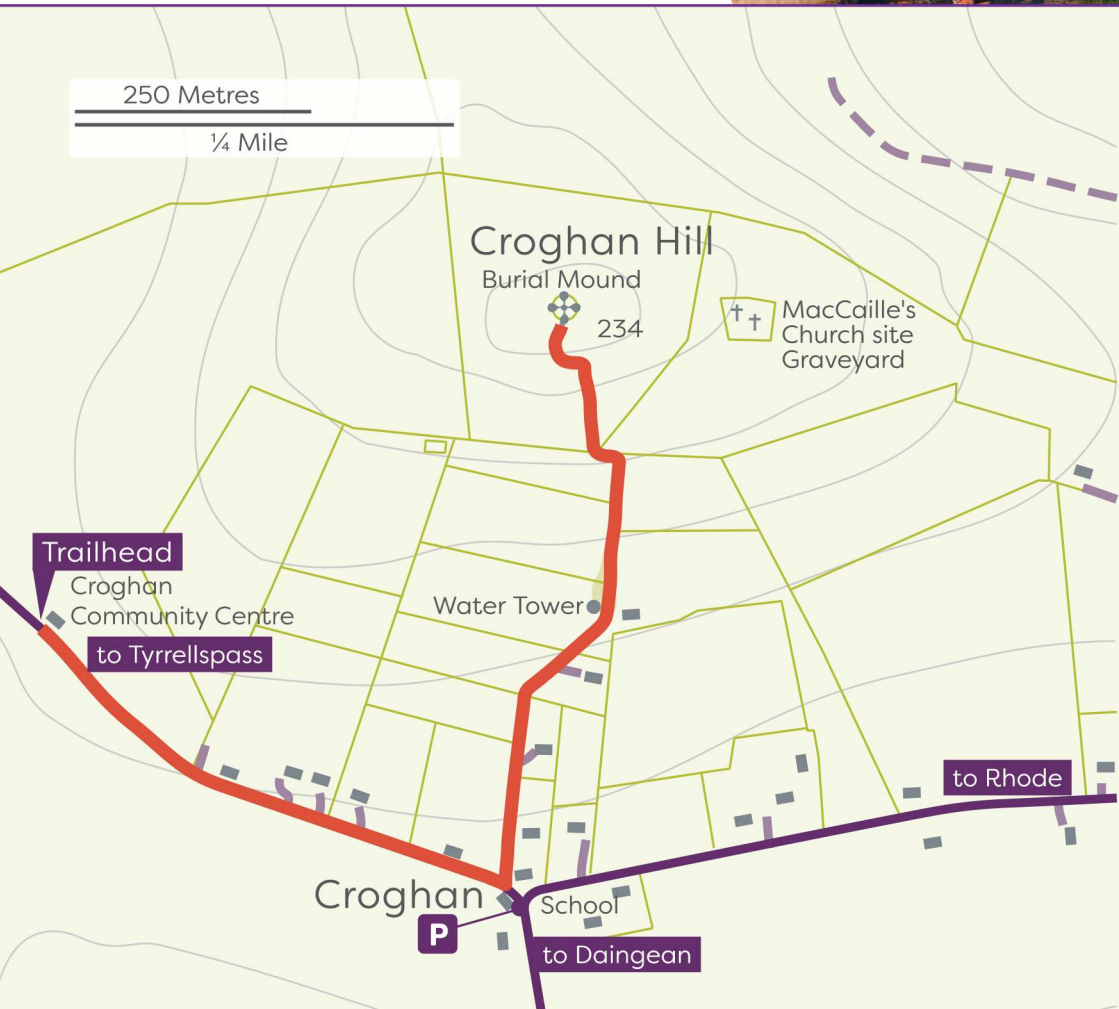 250 Metres
¼ Mile
Croghan Hill
Burial Mound
234
MacCaille's
Church site
Graveyard
Trailhead
Croghan
Community Centre
to Tyrrellspass
Water Tower
to Rhode
Croghan
School
P
to Daingean